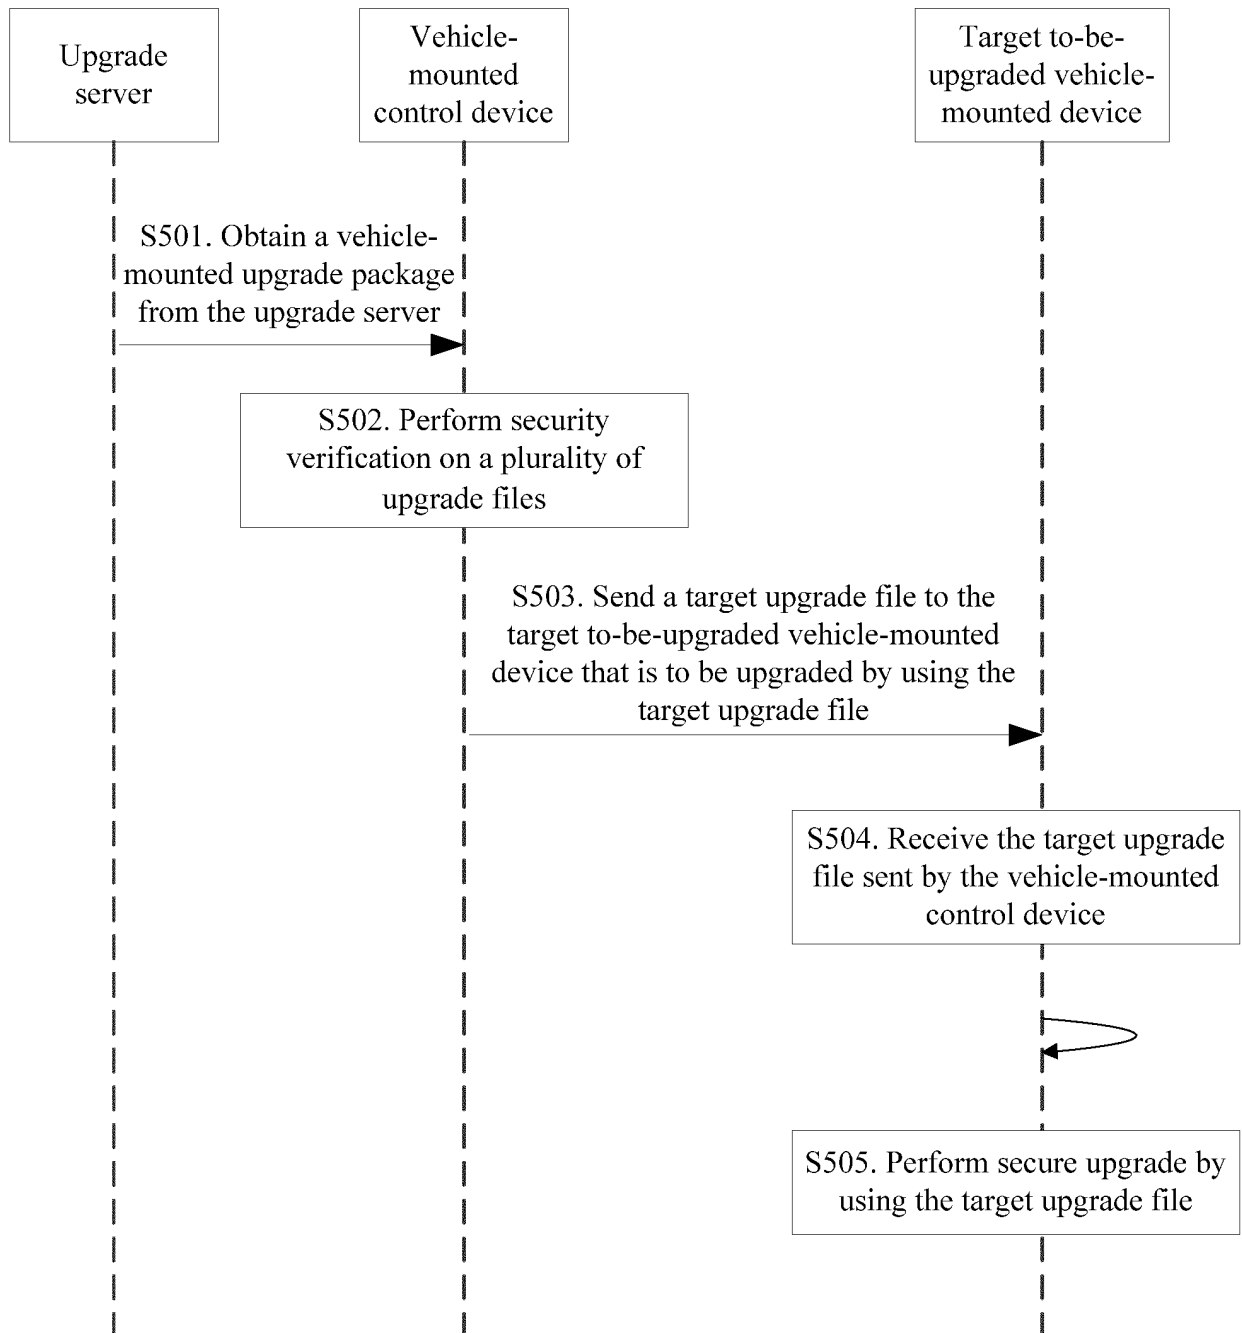 Upgrade
server
Vehicle-
mounted
control device
Target to-be-
upgraded vehicle-
mounted device
S501. Obtain a vehicle-
mounted upgrade package
from the upgrade server
S502. Perform security
verification on a plurality of
upgrade files
S503. Send a target upgrade file to the
target to-be-upgraded vehicle-mounted
device that is to be upgraded by using the
target upgrade file
S504. Receive the target upgrade
file sent by the vehicle-mounted
control device
S505. Perform secure upgrade by
using the target upgrade file